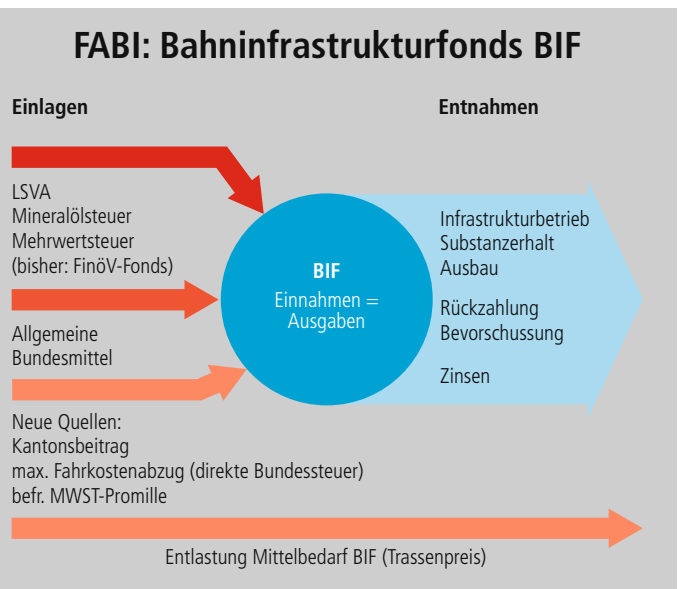 FABI: Bahninfrastrukturfonds BIF
Einlagen
LSVA
Mineralölsteuer
Mehrwertsteuer
(bisher: FinöV-Fonds)
Allgemeine
Bundesmittel
Neue Quellen:
Kantonsbeitrag
max. Fahrkostenabzug (direkte Bundessteuer)
befr. MWST-Promille
BIF
Einnahmen =
Ausgaben
Entnahmen
Infrastrukturbetrieb
Substanzerhalt
Ausbau
Rückzahlung
Bevorschussung
Zinsen
Entlastung Mittelbedarf BIF (Trassenpreis)